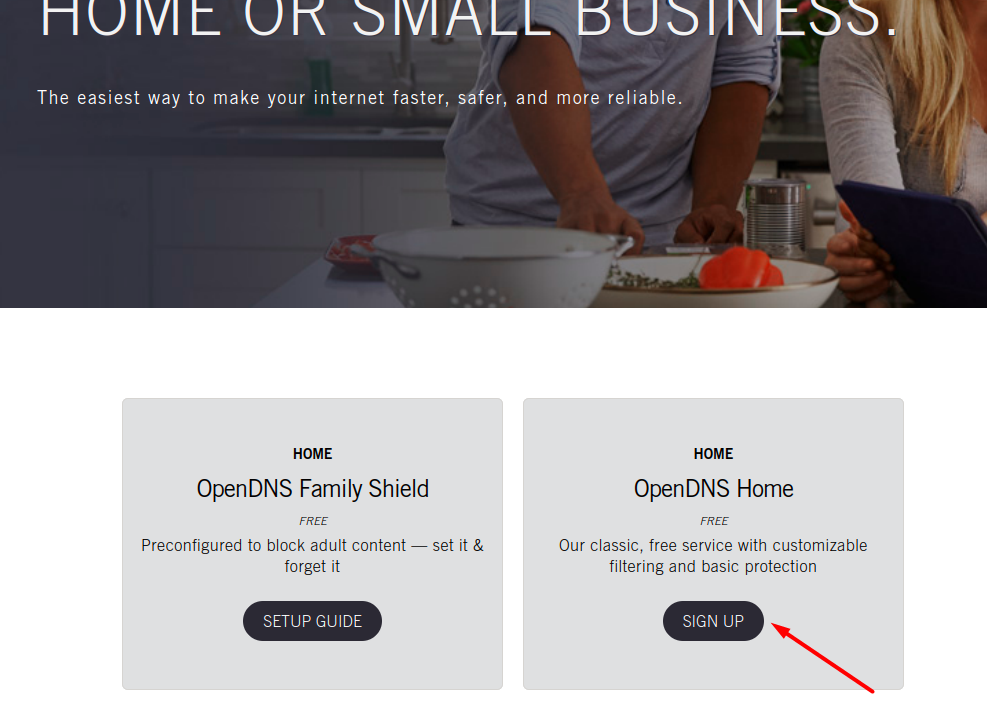 HOME OR SMALL BUSINESS.
The easiest way to make your internet faster, safer, and more reliable.
HOME
OpenDNS Family Shield
FREE
Preconfigured to block adult content — set it &
forget it
SETUP GUIDE
HOME
OpenDNS Home
FREE
Our classic, free service with customizable
filtering and basic protection
SIGN UP